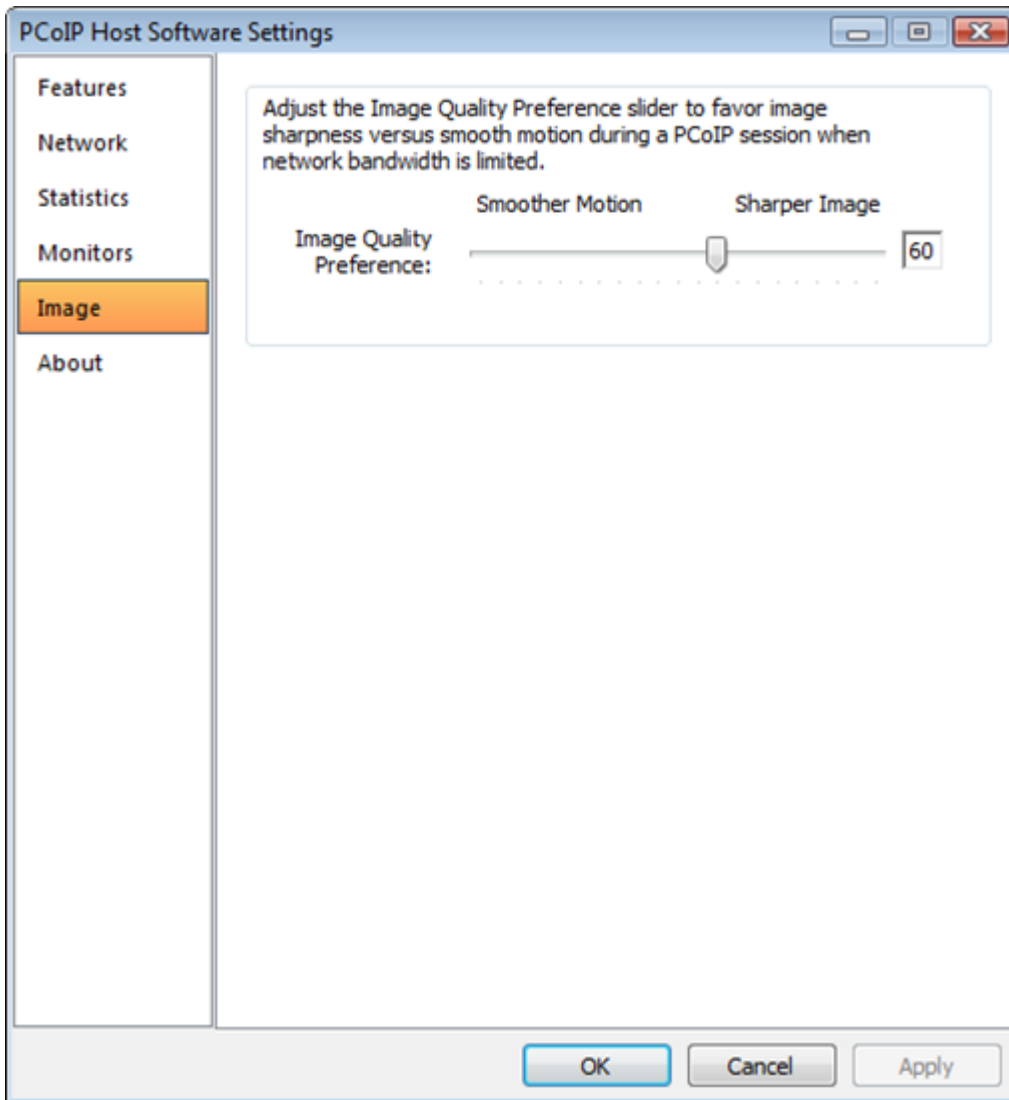 PCoIP Host Software Settings
Features
Network
Statistics
Monitors
Image
About
Adjust the Image Quality Preference slider to favor image
sharpness versus smooth motion during a PCoIP session when
network bandwidth is limited.
Smoother Motion Sharper Image
Image Quality
Preference:
60
OK Cancel Apply